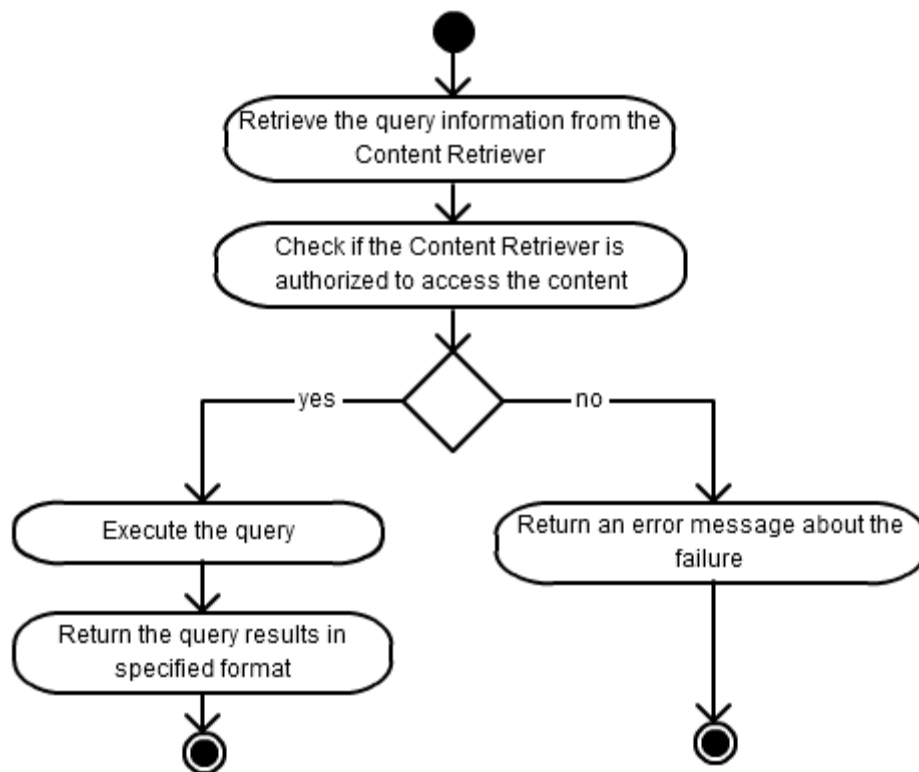 Retrieve the query information from the
Content Retriever
Check if the Content Retriever is
authorized to access the content
yes
no
Execute the query
Return an error message about the
failure
Return the query results in
specified format